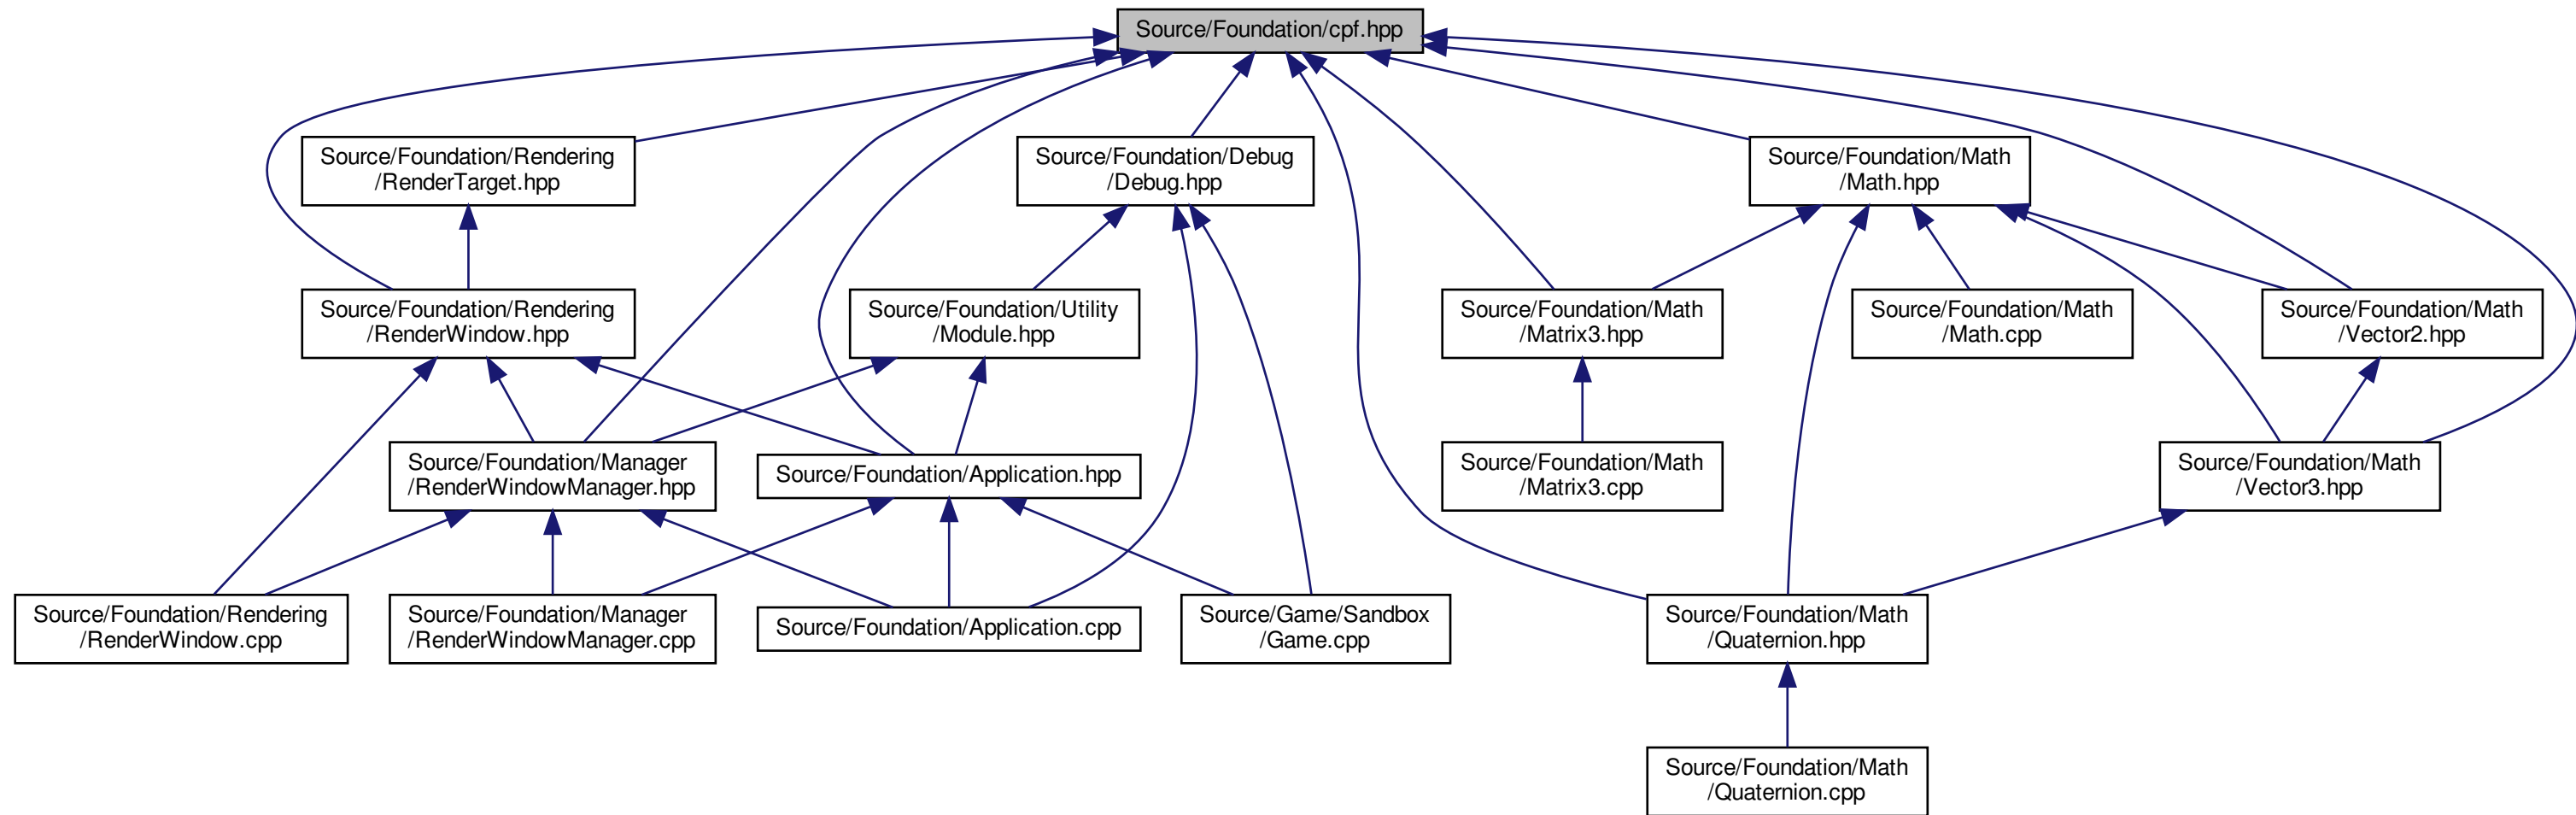 Source/Foundation/cpf.hpp
Source/Foundation/Rendering
/RenderTarget.hpp
Source/Foundation/Debug
/Debug.hpp
Source/Foundation/Math
/Math.hpp
Source/Foundation/Rendering
/RenderWindow.hpp
Source/Foundation/Utility
/Module.hpp
Source/Foundation/Math
/Matrix3.hpp
Source/Foundation/Math
/Math.cpp
Source/Foundation/Math
/Vector2.hpp
Source/Foundation/Manager
/RenderWindowManager.hpp
Source/Foundation/Application.hpp
Source/Foundation/Math
/Matrix3.cpp
Source/Foundation/Math
/Vector3.hpp
Source/Foundation/Rendering
/RenderWindow.cpp
Source/Foundation/Manager
/RenderWindowManager.cpp
Source/Foundation/Application.cpp
Source/Game/Sandbox
/Game.cpp
Source/Foundation/Math
/Quaternion.hpp
Source/Foundation/Math
/Quaternion.cpp